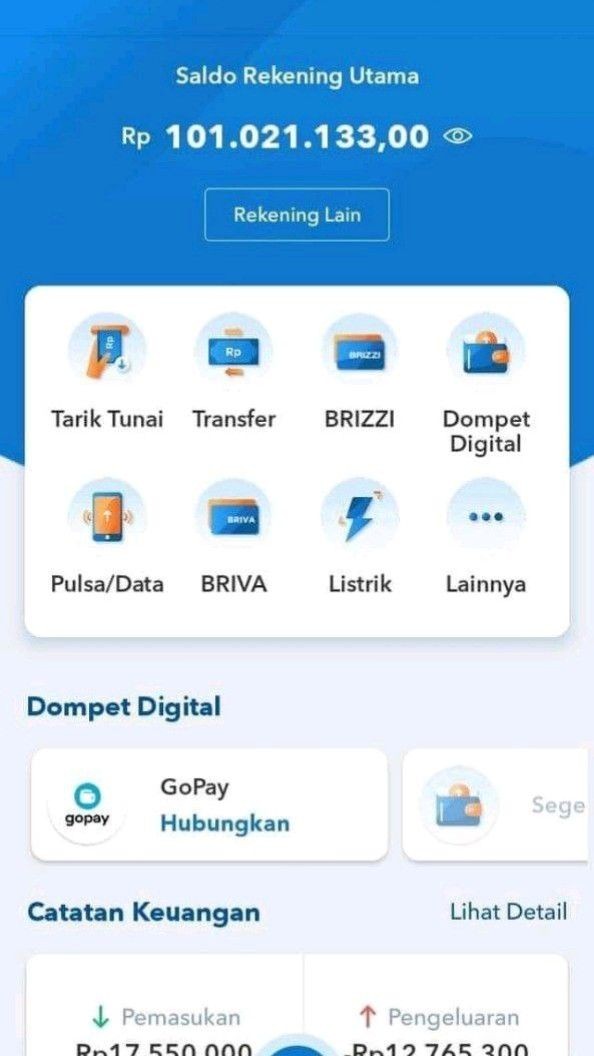 Saldo Rekening Utama
Rp 101.021.133,00
Rekening Lain
Rp
Rp
BRIZZI
Tarik Tunai Transfer BRIZZI Dompet
Digital
BRIVA
Pulsa/Data BRIVA Listrik Lainnya
Dompet Digital
gopay
GoPay
Hubungkan
Sege
Catatan Keuangan Lihat Detail
Pemasukan Pengeluaran
Rp17.550.000 -Rp12.765.300